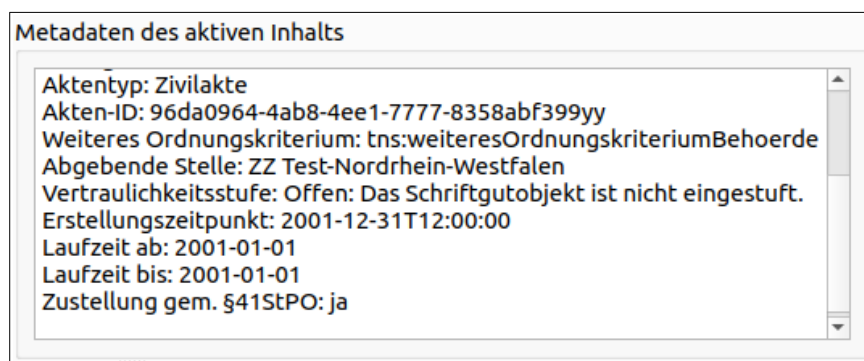 Metadaten des aktiven Inhalts
Aktentyp: Zivilakte
Akten-ID: 96da0964-4ab8-4ee1-7777-8358abf399yy
Weiteres Ordnungskriterium: tns:weiteresOrdnungskriteriumBehoerde
Abgebende Stelle: ZZ Test-Nordrhein-Westfalen
Vertraulichkeitsstufe: Offen: Das Schriftgutobjekt ist nicht eingestuft.
Erstellungszeitpunkt: 2001-12-31T12:00:00
Laufzeit ab: 2001-01-01
Laufzeit bis: 2001-01-01
Zustellung gem. §41StPO: ja